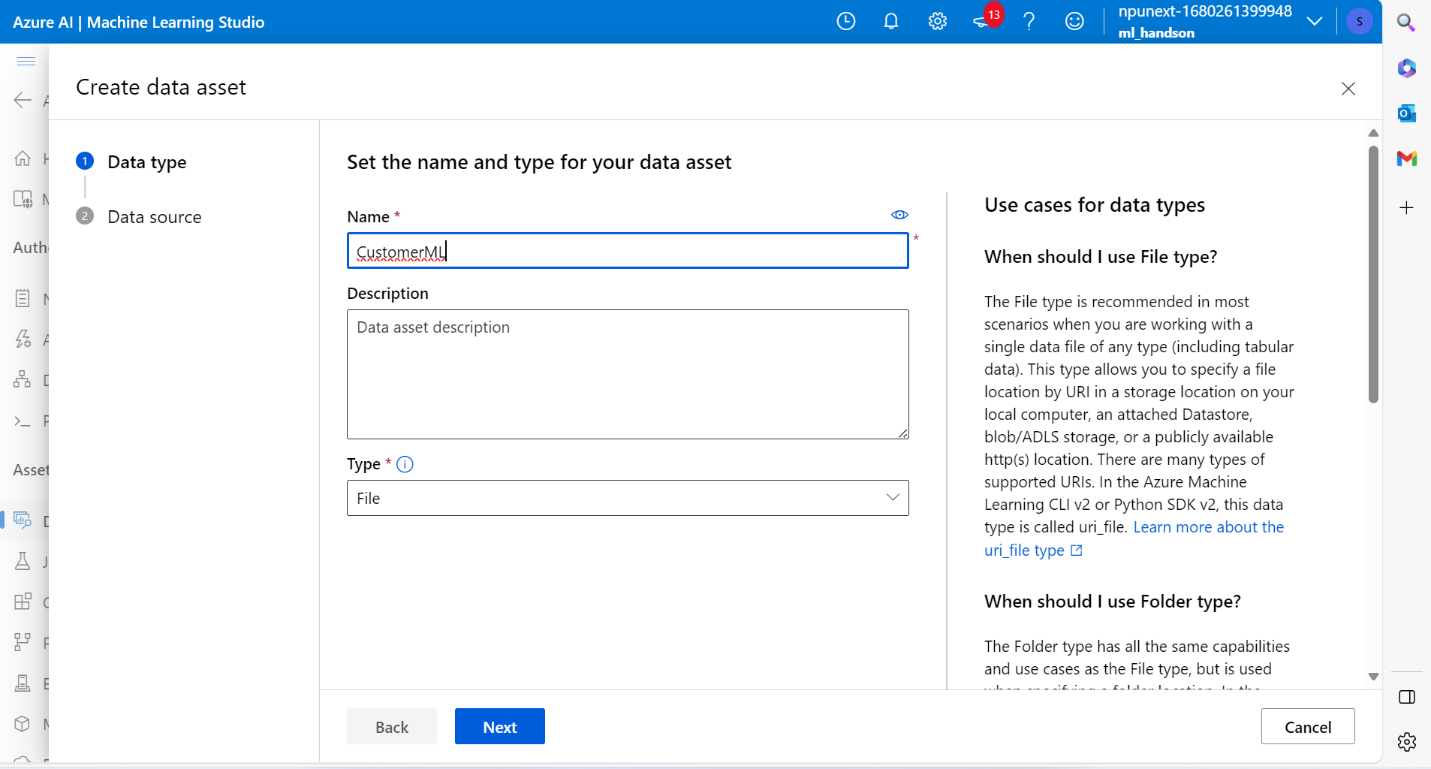 Azure AI | Machine Learning Studio
13
npunext-1680261399948
ml_handson
S
Create data asset
1 Data type
2 Data source
Auth
Asset
Set the name and type for your data asset
Name *
CustomerML
*
Description
Data asset description
Type *
File
Use cases for data types
When should I use File type?
The File type is recommended in most
scenarios when you are working with a
single data file of any type (including tabular
data). This type allows you to specify a file
location by URI in a storage location on your
local computer, an attached Datastore,
blob/ADLS storage, or a publicly available
http(s) location. There are many types of
supported URIs. In the Azure Machine
Learning CLI v2 or Python SDK v2, this data
type is called uri_file. Learn more about the
uri_file type
When should I use Folder type?
The Folder type has all the same capabilities
and use cases as the File type, but is used
Back
Next
Cancel